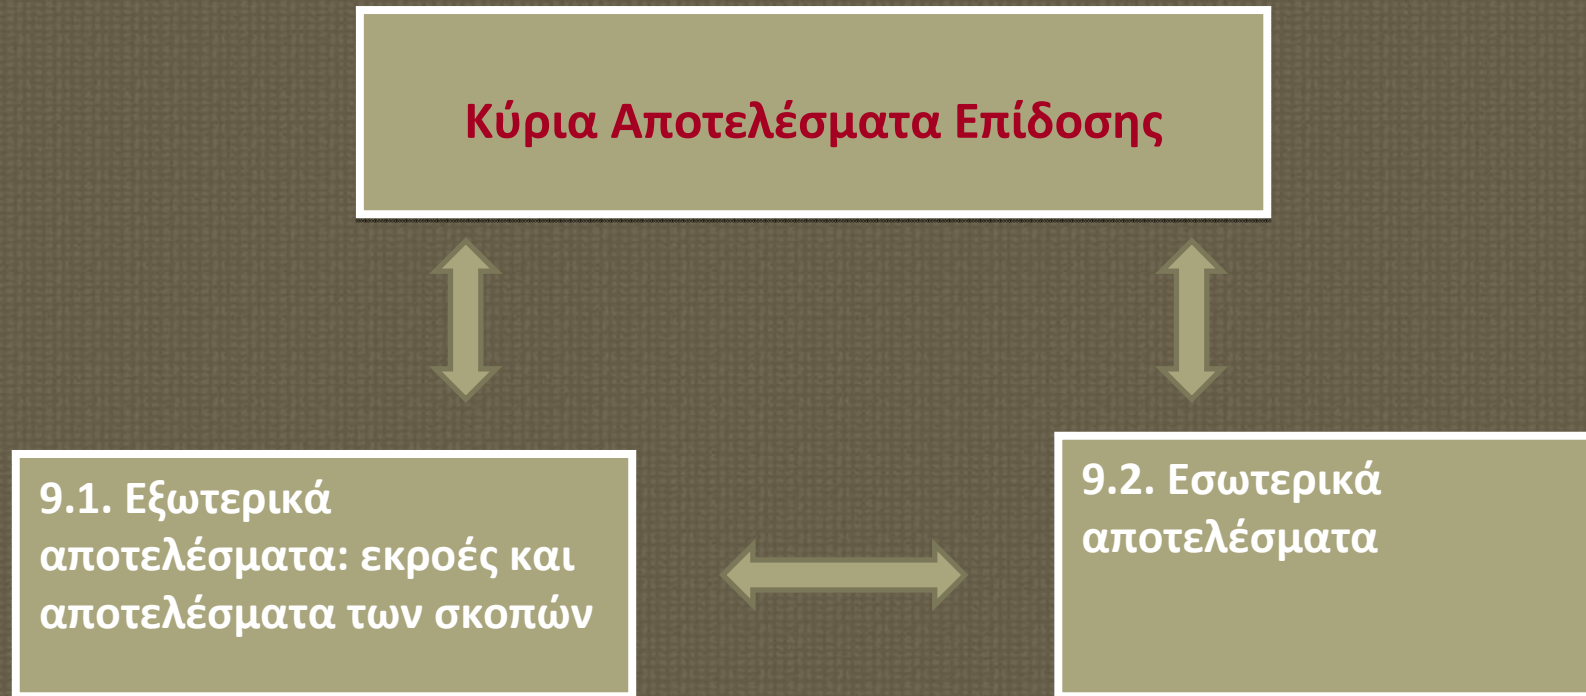 Κύρια Αποτελέσματα Επίδοσης
9.1. Εξωτερικά
αποτελέσματα: εκροές και
αποτελέσματα των σκοπών
9.2. Εσωτερικά
αποτελέσματα